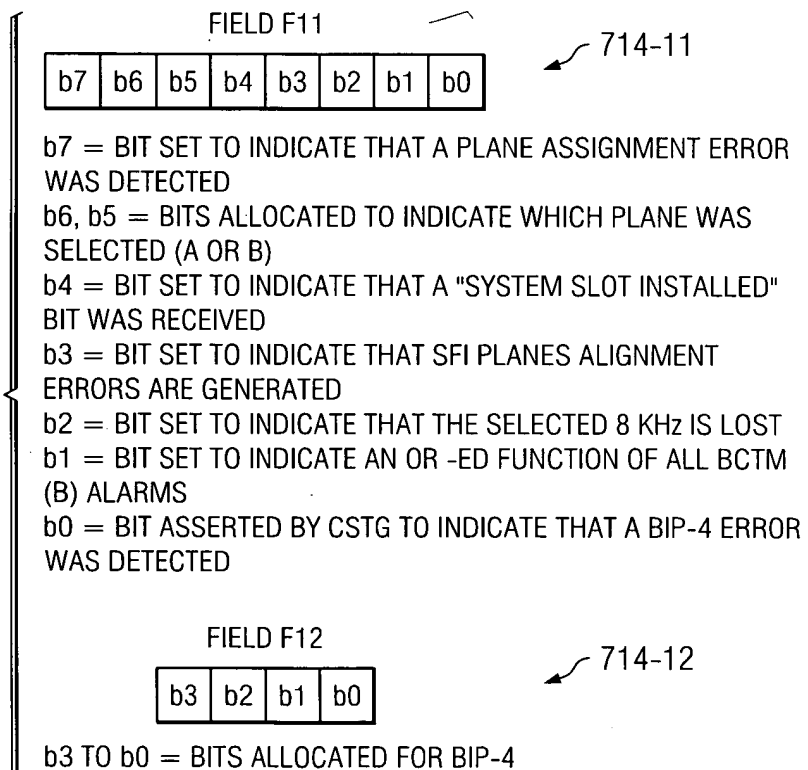 FIELD F11
714-11
b7 b6 b5 b4 b3 b2 b1 b0
b7 = BIT SET TO INDICATE THAT A PLANE ASSIGNMENT ERROR
WAS DETECTED
b6, b5 = BITS ALLOCATED TO INDICATE WHICH PLANE WAS
SELECTED (A OR B)
b4 = BIT SET TO INDICATE THAT A "SYSTEM SLOT INSTALLED"
BIT WAS RECEIVED
b3 = BIT SET TO INDICATE THAT SFI PLANES ALIGNMENT
ERRORS ARE GENERATED
b2 = BIT SET TO INDICATE THAT THE SELECTED 8 KHz IS LOST
b1 = BIT SET TO INDICATE AN OR -ED FUNCTION OF ALL BCTM
(B) ALARMS
b0 = BIT ASSERTED BY CSTG TO INDICATE THAT A BIP-4 ERROR
WAS DETECTED
FIELD F12
714-12
b3 b2 b1 b0
b3 TO b0 = BITS ALLOCATED FOR BIP-4